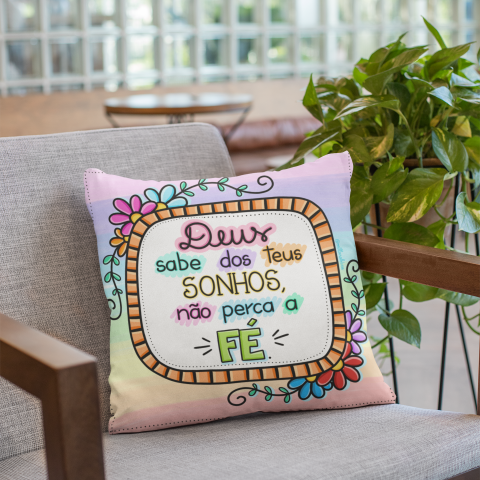 Deus
sabe dos teus
SONHOS,
não perca a
FÉ.